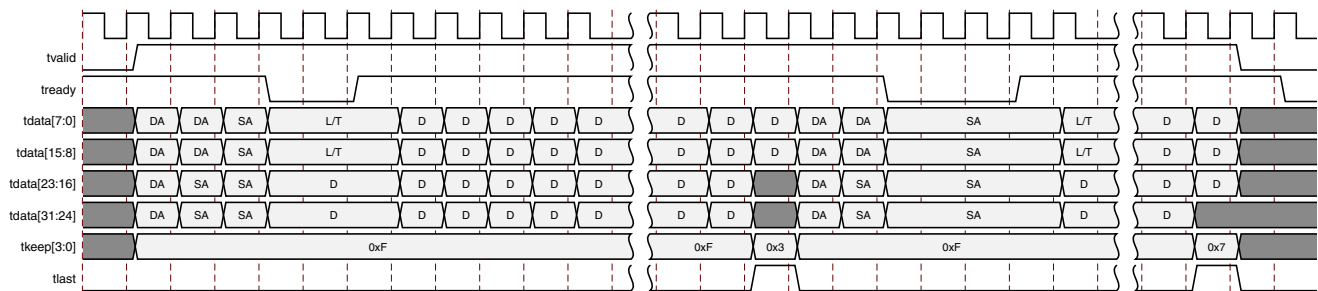 tvalid
tready
tdata[7:0] DA DA SA L/T D D D D D D D D DA DA SA L/T D D
tdata[15:8] DA DA SA L/T D D D D D D D D DA DA SA L/T D D
tdata[23:16] DA SA SA D D D D D D D D DA SA SA D D D
tdata[31:24] DA SA SA D D D D D D D D DA SA SA D D
tkeep[3:0] 0xF 0xF 0x3 0xF 0x7
tlast